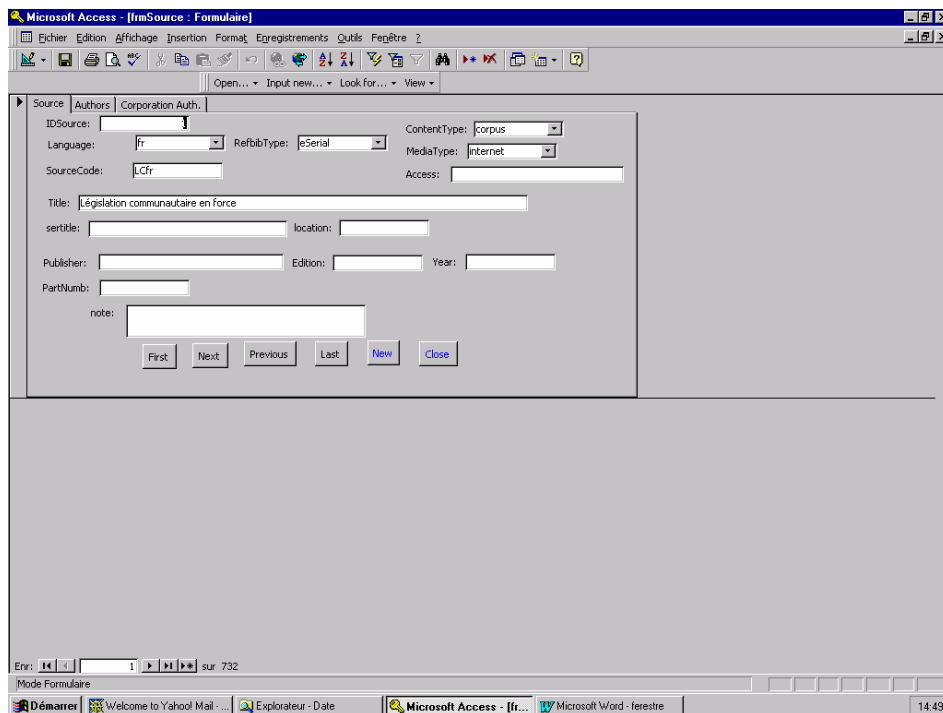 Microsoft Access - [frmSource : Formulaire]
Fichier Edition Affichage Insertion Format Enregistrements Outils Fenêtre ?
Open... Input new... Look for... View
Source Authors Corporation Auth.
IDSource: 1 ContentType: corpus
Language: fr RefbibType: eSerial MediaType: internet
SourceCode: LCfr Access:
Title: Législation communautaire en force
sertitle: location:
Publisher: Edition: Year:
PartNumb:
note:
First Next Previous Last New Close
Enr: 1 sur 732
Mode Formulaire
Démarrer Welcome to Yahoo! Mail - ... Explorateur - Date Microsoft Access - [fr... Microsoft Word - ferestre 14:49